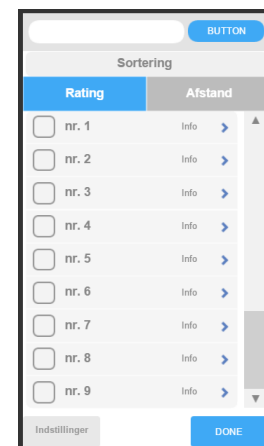 BUTTON
Sortering
Rating Afstand
nr. 1 Info
nr. 2 Info
nr. 3 Info
nr. 4 Info
nr. 5 Info
nr. 6 Info
nr. 7 Info
nr. 8 Info
nr. 9 Info
Indstillinger DONE